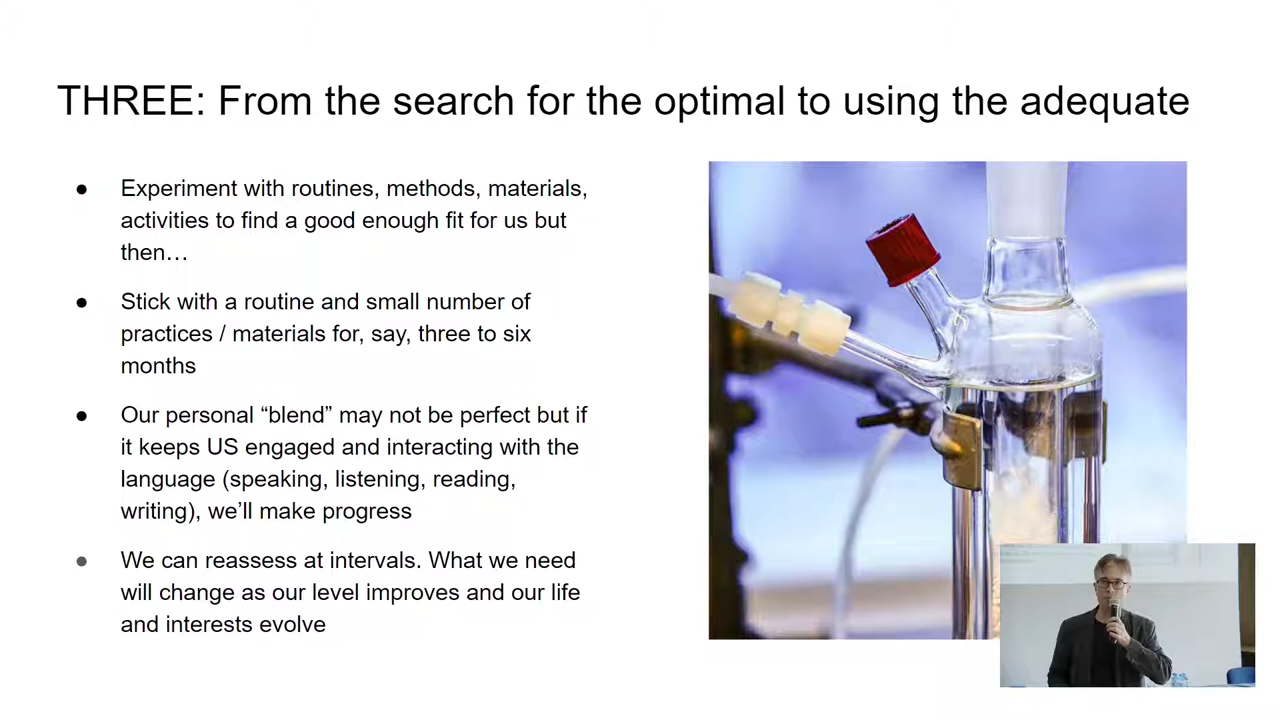 THREE: From the search for the optimal to using the adequate
● Experiment with routines, methods, materials,
activities to find a good enough fit for us but
then…
● Stick with a routine and small number of
practices / materials for, say, three to six
months
● Our personal “blend” may not be perfect but if
it keeps US engaged and interacting with the
language (speaking, listening, reading,
writing), we’ll make progress
● We can reassess at intervals. What we need
will change as our level improves and our life
and interests evolve